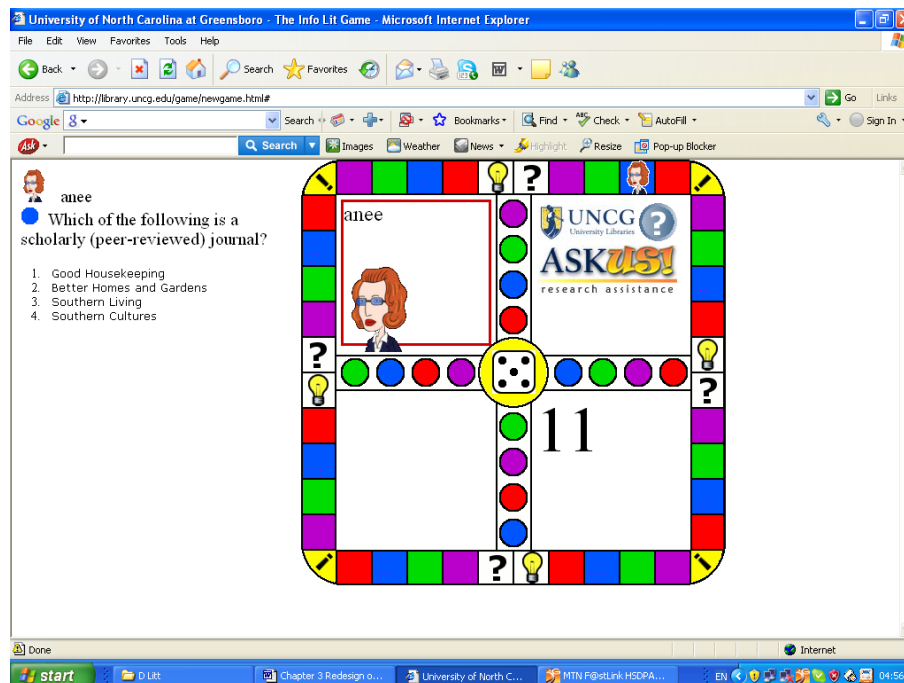 University of North Carolina at Greensboro - The Info Lit Game - Microsoft Internet Explorer
File Edit View Favorites Tools Help
Back Search Favorites
Address http://library.uncg.edu/game/newgame.html# Go Links
Google Search Bookmarks Find Check AutoFill Sign In
Ask Search Images Weather News Highlight Resize Pop-up Blocker
anee
Which of the following is a
scholarly (peer-reviewed) journal?
1. Good Housekeeping
2. Better Homes and Gardens
3. Southern Living
4. Southern Cultures
?
anee
UNCG ?
University Libraries
ASK US!
research assistance
?
?
11
?
Done Internet
start D Litt Chapter 3 Redesign o... University of North C... MTN F@stLink HSDPA... EN 04:56